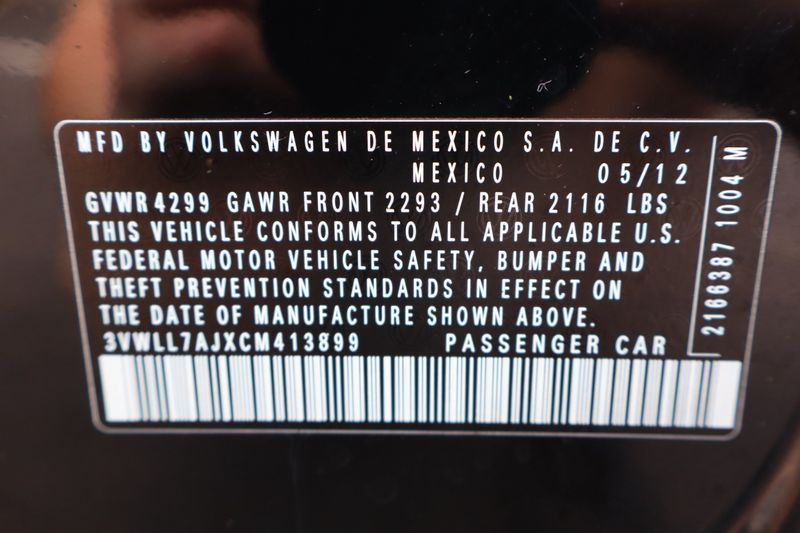 MFD BY VOLKSWAGEN DE MEXICO S.A. DE C.V.
MEXICO 05/12
GVWR 4299 GAWR FRONT 2293 / REAR 2116 LBS
THIS VEHICLE CONFORMS TO ALL APPLICABLE U.S.
FEDERAL MOTOR VEHICLE SAFETY, BUMPER AND
THEFT PREVENTION STANDARDS IN EFFECT ON
THE DATE OF MANUFACTURE SHOWN ABOVE.
3VWLL7AJXCM413899 PASSENGER CAR
2166387 1004 M